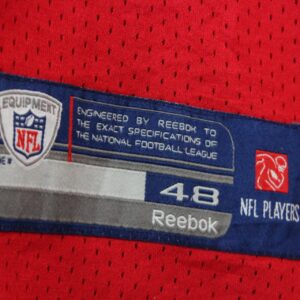 EQUIPMENT
NFL
ENGINEERED BY REEBOK TO
THE EXACT SPECIFICATIONS OF
THE NATIONAL FOOTBALL LEAGUE
48
Reebok
NFL PLAYERS